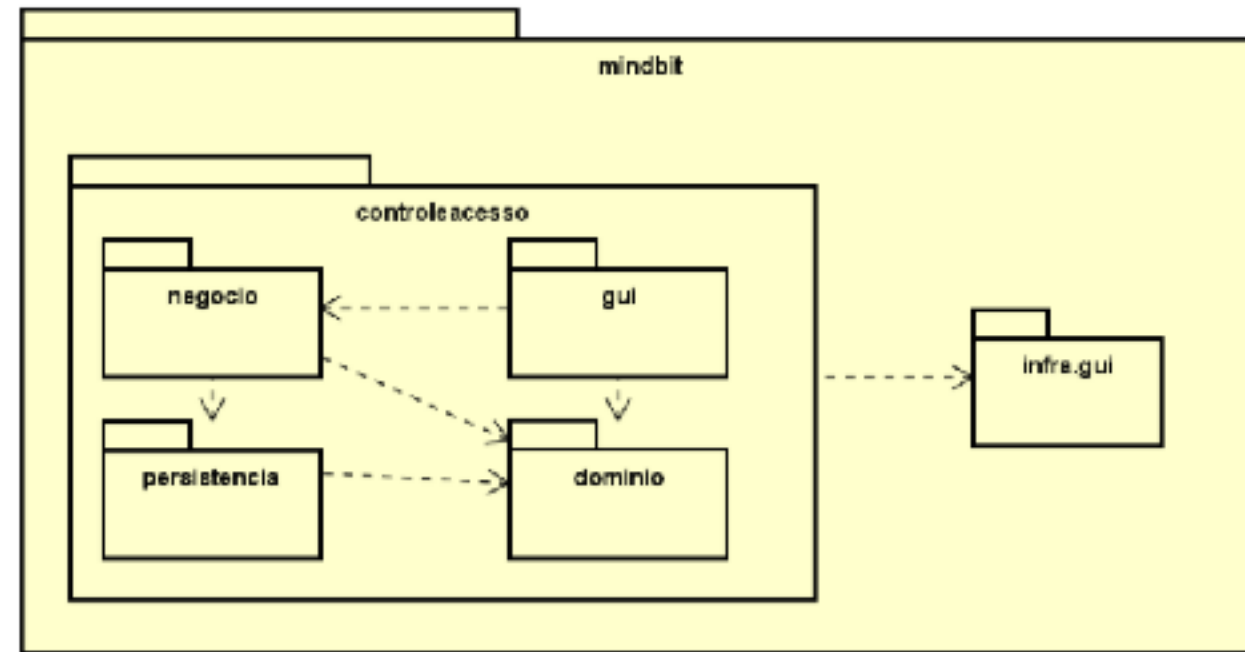 mindbit
controleacesso
negocio
gui
infra.gui
persistencia
dominio